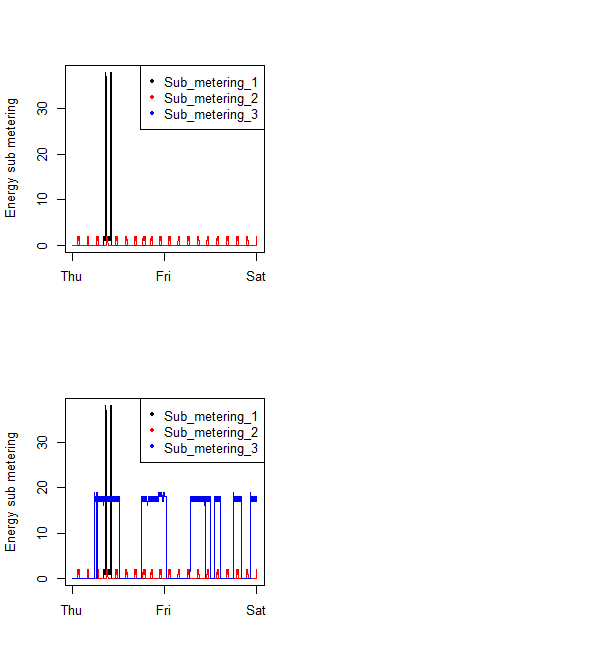 Sub_metering_1
Sub_metering_2
Sub_metering_3
Energy sub metering
30
20
10
0
Thu Fri Sat
Sub_metering_1
Sub_metering_2
Sub_metering_3
Energy sub metering
30
20
10
0
Thu Fri Sat